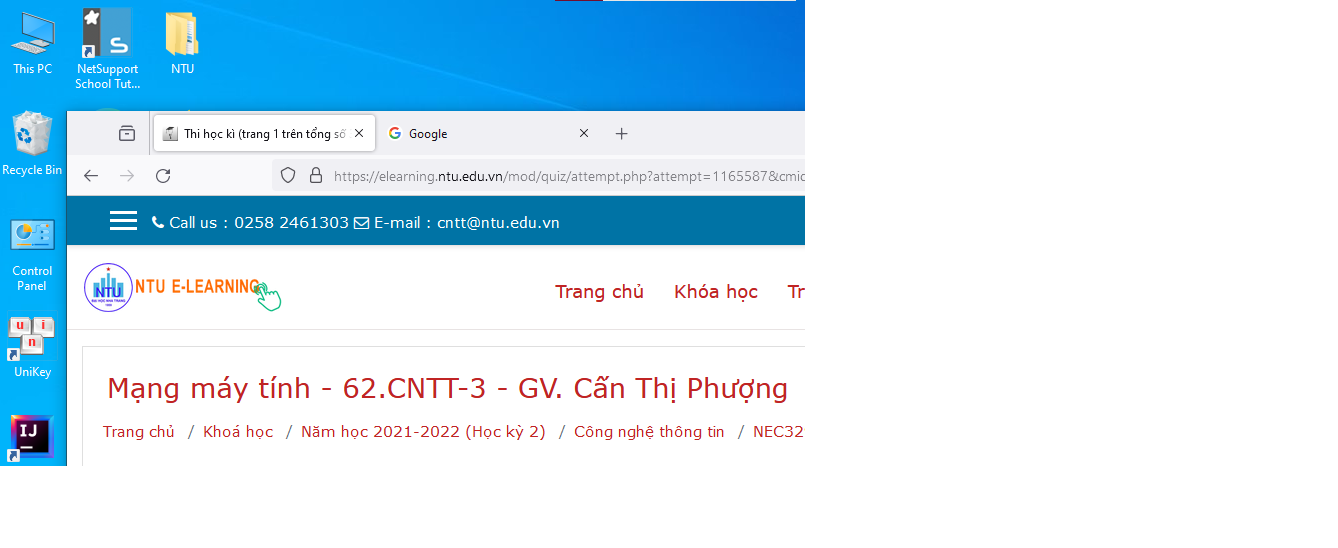 This PC
NetSupport School Tut...
NTU
Recycle Bin
Control Panel
UniKey
Thi học kì (trang 1 trên tổng số
Google
https://elearning.ntu.edu.vn/mod/quiz/attempt.php?attempt=1165587&cmid
Call us : 0258 2461303 E-mail : cntt@ntu.edu.vn
NTU
NTU E-LEARNING
Trang chủ Khóa học Tr
Mạng máy tính - 62.CNTT-3 - GV. Cấn Thị Phượng
Trang chủ / Khoá học / Năm học 2021-2022 (Học kỳ 2) / Công nghệ thông tin / NEC32